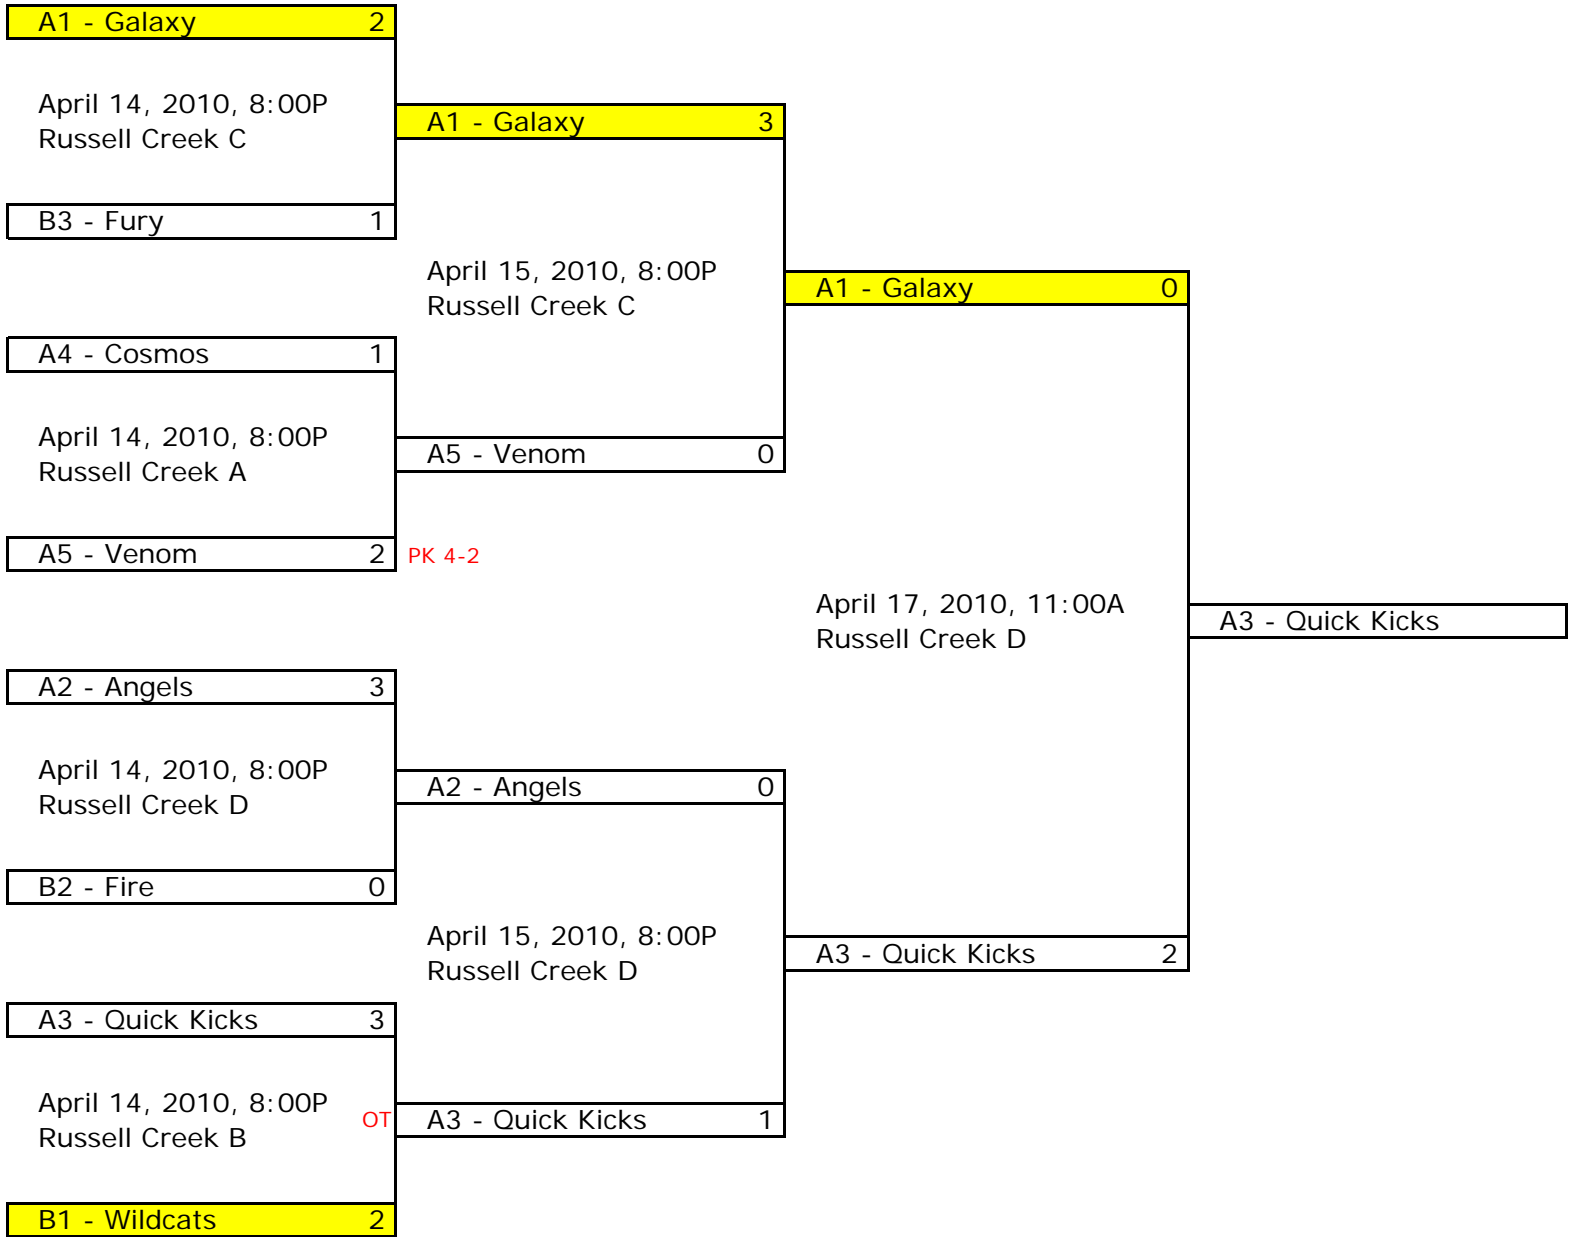 A1 - Galaxy 2
April 14, 2010, 8:00P
Russell Creek C
B3 - Fury 1
A4 - Cosmos 1
April 14, 2010, 8:00P
Russell Creek A
A5 - Venom 2 PK 4-2
A2 - Angels 3
April 14, 2010, 8:00P
Russell Creek D
B2 - Fire 0
A3 - Quick Kicks 3
April 14, 2010, 8:00P
Russell Creek B
OT
B1 - Wildcats 2
A1 - Galaxy 3
April 15, 2010, 8:00P
Russell Creek C
A5 - Venom 0
A2 - Angels 0
April 15, 2010, 8:00P
Russell Creek D
A3 - Quick Kicks 1
A1 - Galaxy 0
April 17, 2010, 11:00A
Russell Creek D
A3 - Quick Kicks 2
A3 - Quick Kicks